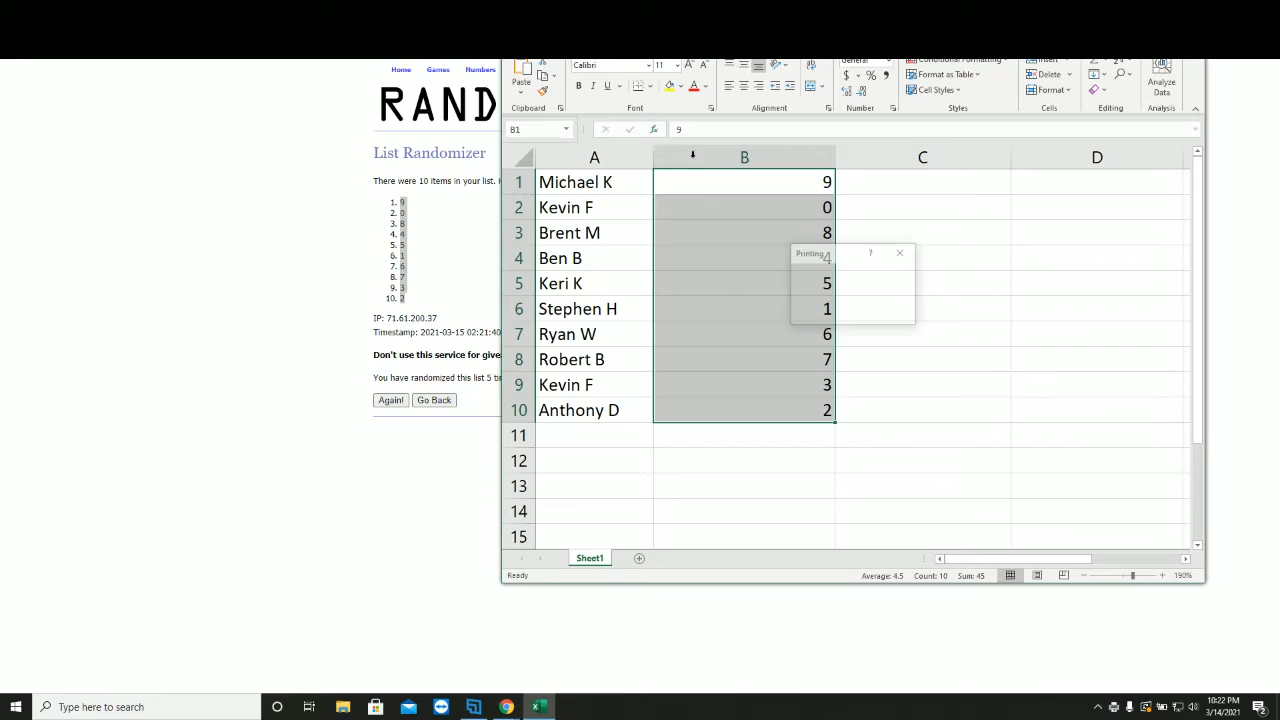 Home Games Numbers
RAND
List Randomizer
There were 10 items in your list.
1. 9
2. 0
3. 8
4. 4
5. 5
6. 1
7. 6
8. 7
9. 3
10. 2
IP: 71.61.200.37
Timestamp: 2021-03-15 02:21:40
Don't use this service for give
You have randomized this list 5
Again! Go Back
Paste
Calibri 11
B I U
General
$ % ,
Conditional Formatting
Format as Table
Cell Styles
Insert
Delete
Format
Analyze
Data
Clipboard Font Alignment Number Styles Cells Editing Analysis
B1 fx 9
A B C D
1 Michael K 9
2 Kevin F 0
3 Brent M 8
4 Ben B 4
5 Keri K 5
6 Stephen H 1
7 Ryan W 6
8 Robert B 7
9 Kevin F 3
10 Anthony D 2
11
12
13
14
15
Printing ?
Sheet1
Ready Average: 4.5 Count: 10 Sum: 45 190%
Type here to search
10:22 PM
3/14/2021
2